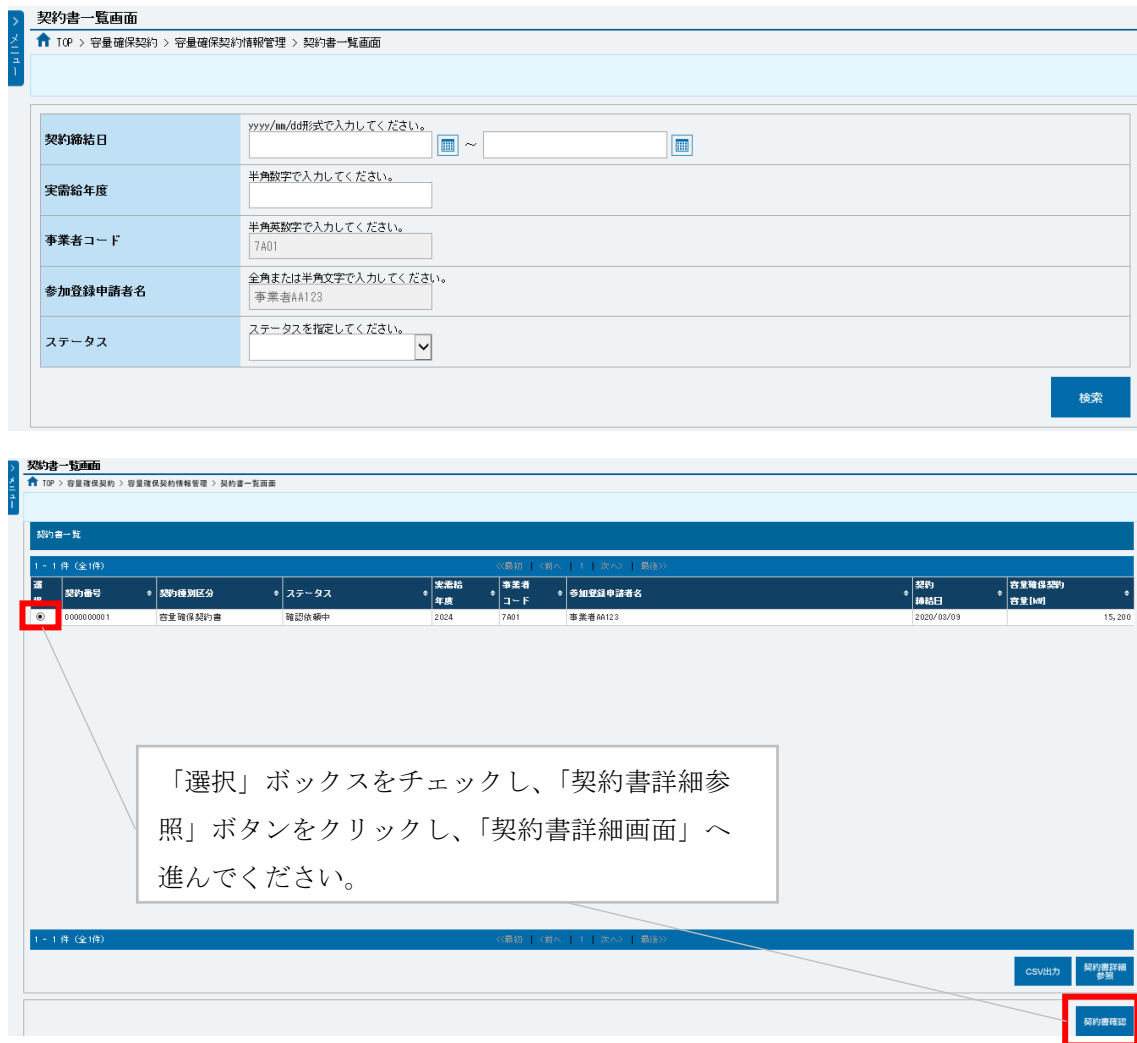 契約書一覧画面
> メニュー
TOP > 容量確保契約 > 容量確保契約情報管理 > 契約書一覧画面
契約締結日
yyyy/mm/dd形式で入力してください。
~
実需給年度
半角数字で入力してください。
事業者コード
半角英数字で入力してください。
7A01
参加登録申請者名
全角または半角文字で入力してください。
事業者AA123
ステータス
ステータスを指定してください。
検索
契約書一覧画面
> メニュー
TOP > 容量確保契約 > 容量確保契約情報管理 > 契約書一覧画面
契約書一覧
1 - 1 件 (全1件) <<最初 | <前へ | 1 | 次へ> | 最後>>
選択 契約番号 契約種別区分 ステータス 実需給年度 事業者コード 参加登録申請者名 契約締結日 容量確保契約容量[kW]
0000000001 容量確保契約書 確認依頼中 2024 7A01 事業者AA123 2020/03/09 15,200
「選択」ボックスをチェックし、「契約書詳細参
照」ボタンをクリックし、「契約書詳細画面」へ
進んでください。
1 - 1 件 (全1件) <<最初 | <前へ | 1 | 次へ> | 最後>>
CSV出力 契約書詳細参照
契約書確認